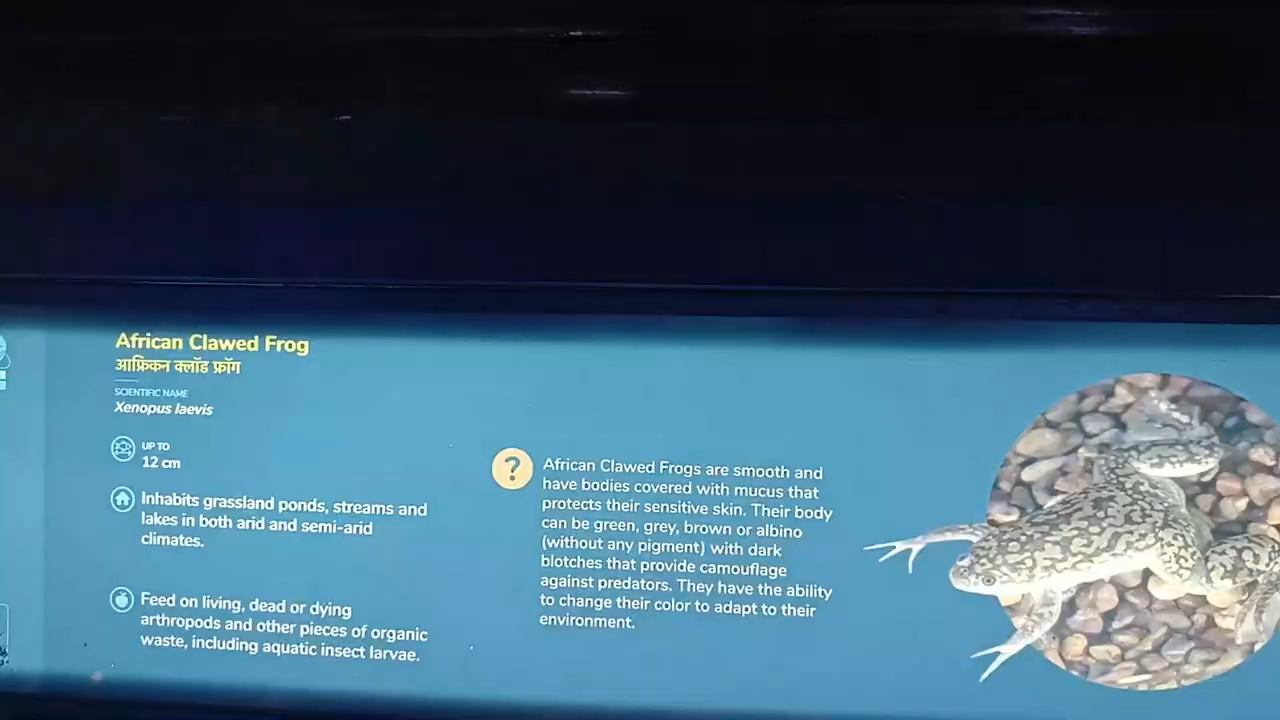 African Clawed Frog
आफ्रिकन क्लॉड फ्रॉग
SCIENTIFIC NAME
Xenopus laevis
UP TO
12 cm
Inhabits grassland ponds, streams and
lakes in both arid and semi-arid
climates.
Feed on living, dead or dying
arthropods and other pieces of organic
waste, including aquatic insect larvae.
?
African Clawed Frogs are smooth and
have bodies covered with mucus that
protects their sensitive skin. Their body
can be green, grey, brown or albino
(without any pigment) with dark
blotches that provide camouflage
against predators. They have the ability
to change their color to adapt to their
environment.